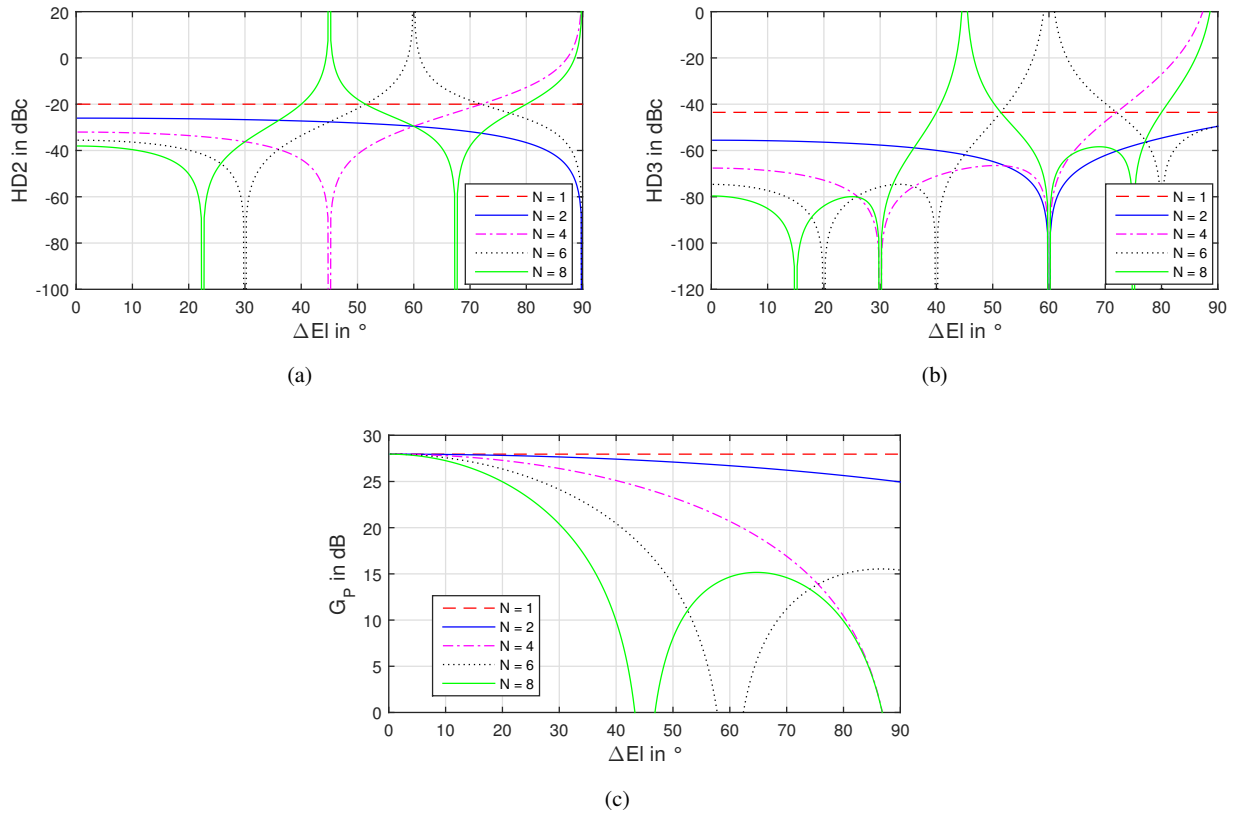 20
0
-20
-40
-60
-80
-100
HD2 in dBc
N = 1
N = 2
N = 4
N = 6
N = 8
0 10 20 30 40 50 60 70 80 90
ΔEl in °
(a)
0
-20
-40
-60
-80
-100
-120
HD3 in dBc
N = 1
N = 2
N = 4
N = 6
N = 8
0 10 20 30 40 50 60 70 80 90
ΔEl in °
(b)
30
25
20
15
10
5
0
G_P in dB
N = 1
N = 2
N = 4
N = 6
N = 8
0 10 20 30 40 50 60 70 80 90
ΔEl in °
(c)